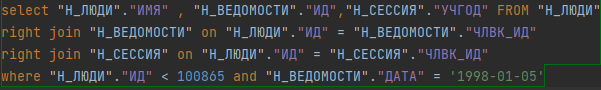 select "Н_ЛЮДИ"."ИМЯ" , "Н_ВЕДОМОСТИ"."ИД","Н_СЕССИЯ"."УЧГОД" FROM "Н_ЛЮДИ"
right join "Н_ВЕДОМОСТИ" on "Н_ЛЮДИ"."ИД" = "Н_ВЕДОМОСТИ"."ЧЛВК_ИД"
right join "Н_СЕССИЯ" on "Н_ЛЮДИ"."ИД" = "Н_СЕССИЯ"."ЧЛВК_ИД"
where "Н_ЛЮДИ"."ИД" < 100865 and "Н_ВЕДОМОСТИ"."ДАТА" = '1998-01-05'